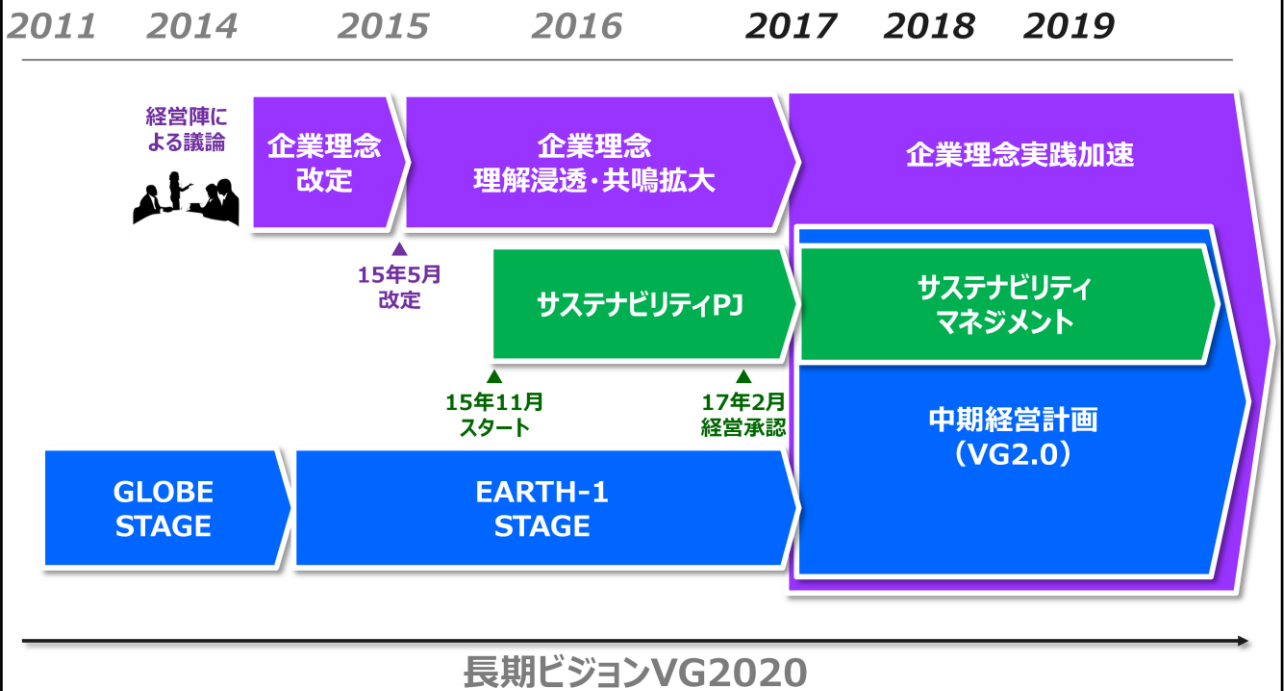 2011 2014 2015 2016 2017 2018 2019
経営陣に
よる議論
企業理念
改定
企業理念
理解浸透・共鳴拡大
企業理念実践加速
▲
15年5月
改定
サステナビリティPJ
サステナビリティ
マネジメント
▲
15年11月
スタート
▲
17年2月
経営承認
中期経営計画
（VG2.0）
GLOBE
STAGE
EARTH-1
STAGE
長期ビジョンVG2020